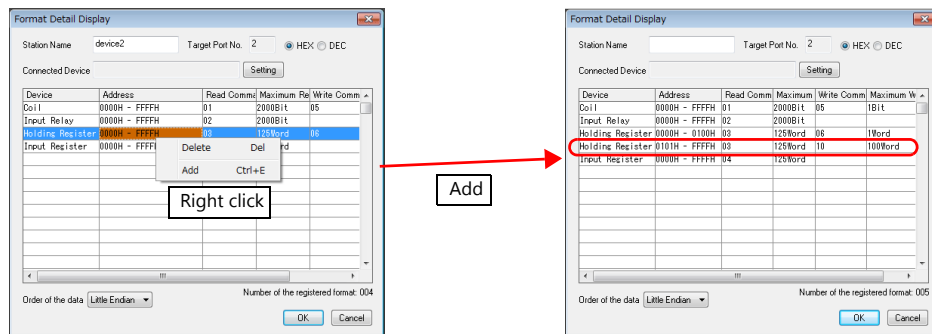 Format Detail Display
Station Name device2 Target Port No. 2 HEX DEC
Connected Device Setting
Device Address Read Comma Maximum Re Write Comm
Coil 0000H - FFFFH 01 2000Bit 05
Input Relay 0000H - FFFFH 02 2000Bit
Holding Register 0000H - FFFFH 03 125Word 06
Input Register 0000H - FFFF
Delete Del
Add Ctrl+E
Right click
Order of the data Little Endian
Number of the registered format: 004
OK Cancel
Add
Format Detail Display
Station Name Target Port No. 2 HEX DEC
Connected Device Setting
Device Address Read Comm Maximum Write Comm Maximum W
Coil 0000H - FFFFH 01 2000Bit 05 1Bit
Input Relay 0000H - FFFFH 02 2000Bit
Holding Register 0000H - 0100H 03 125Word 06 1Word
Holding Register 0101H - FFFFH 03 125Word 10 100Word
Input Register 0000H - FFFFH 04 125Word
Order of the data Little Endian
Number of the registered format: 005
OK Cancel